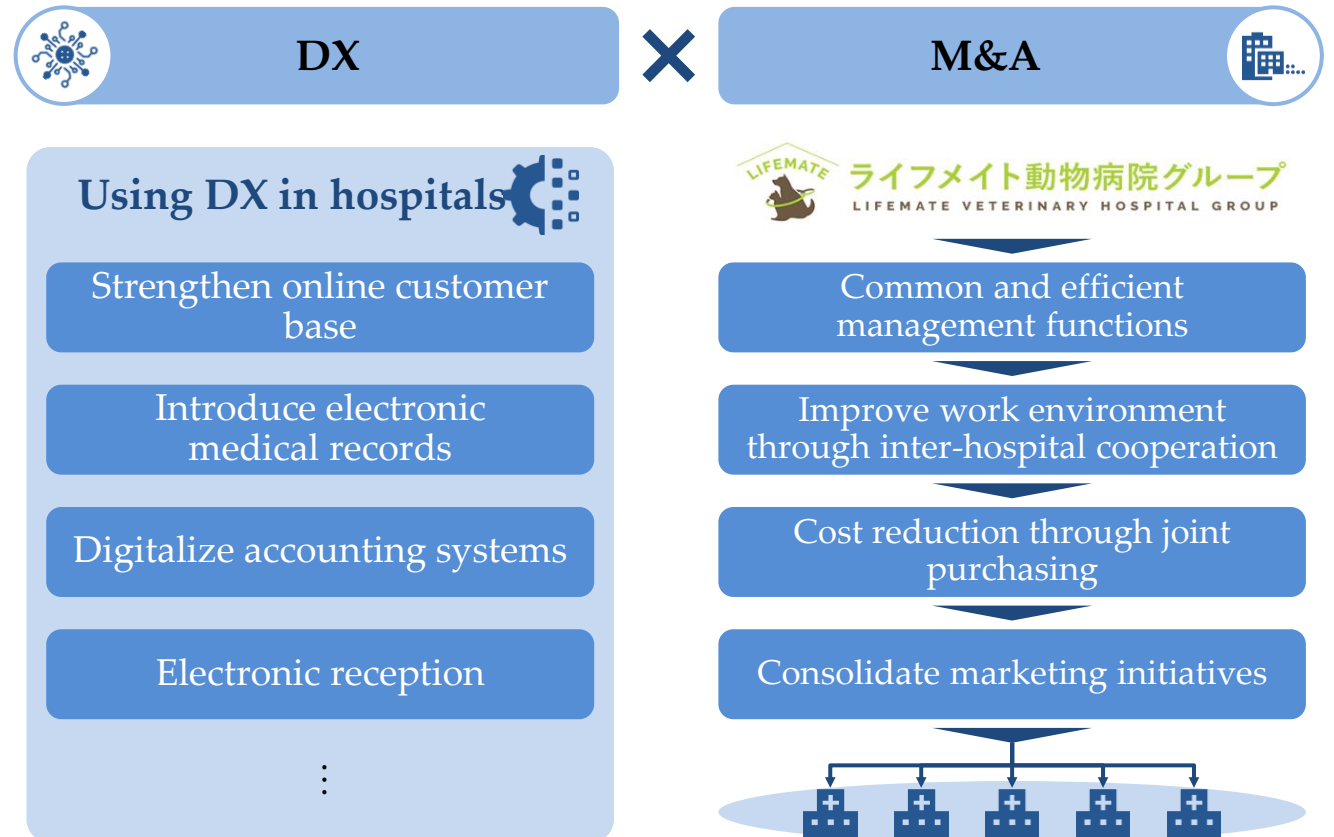 DX
×
M&A
Using DX in hospitals
Strengthen online customer
base
Introduce electronic
medical records
Digitalize accounting systems
Electronic reception
⋮
LIFEMATE
ライフメイト動物病院グループ
LIFEMATE VETERINARY HOSPITAL GROUP
Common and efficient
management functions
Improve work environment
through inter-hospital cooperation
Cost reduction through joint
purchasing
Consolidate marketing initiatives